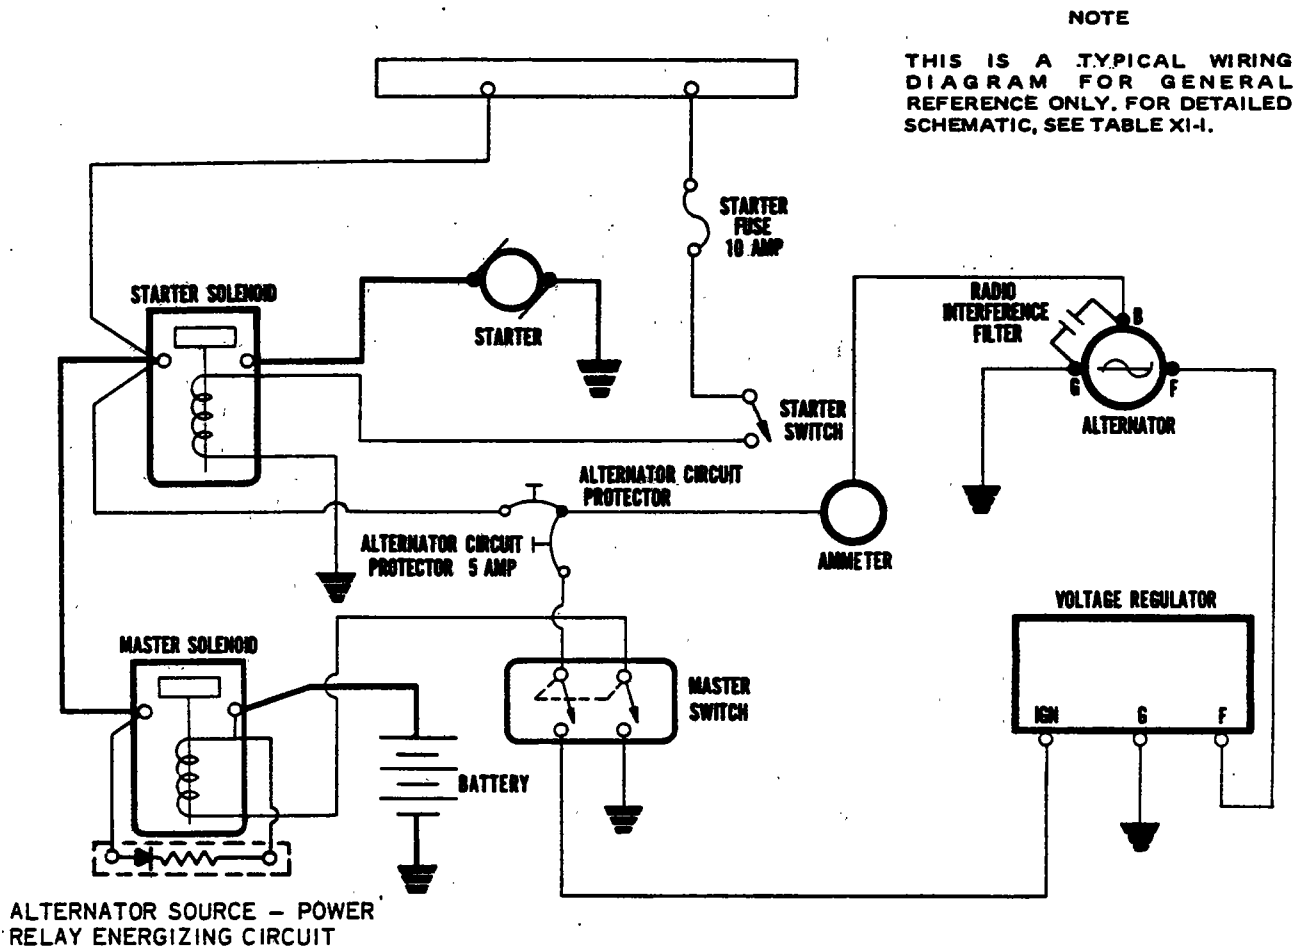 NOTE
THIS IS A TYPICAL WIRING
DIAGRAM FOR GENERAL
REFERENCE ONLY. FOR DETAILED
SCHEMATIC, SEE TABLE XI-I.
STARTER
FUSE
10 AMP
STARTER SOLENOID
STARTER
RADIO
INTERFERENCE
FILTER
B
G
F
ALTERNATOR
STARTER
SWITCH
ALTERNATOR CIRCUIT
PROTECTOR
ALTERNATOR CIRCUIT
PROTECTOR 5 AMP
AMMETER
VOLTAGE REGULATOR
IGN
G
F
MASTER SOLENOID
MASTER
SWITCH
BATTERY
ALTERNATOR SOURCE - POWER
RELAY ENERGIZING CIRCUIT